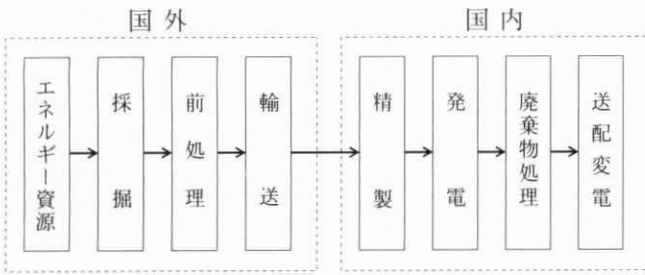 国外
国内
エネルギー資源
採掘
前処理
輸送
精製
発電
廃棄物処理
送配変電